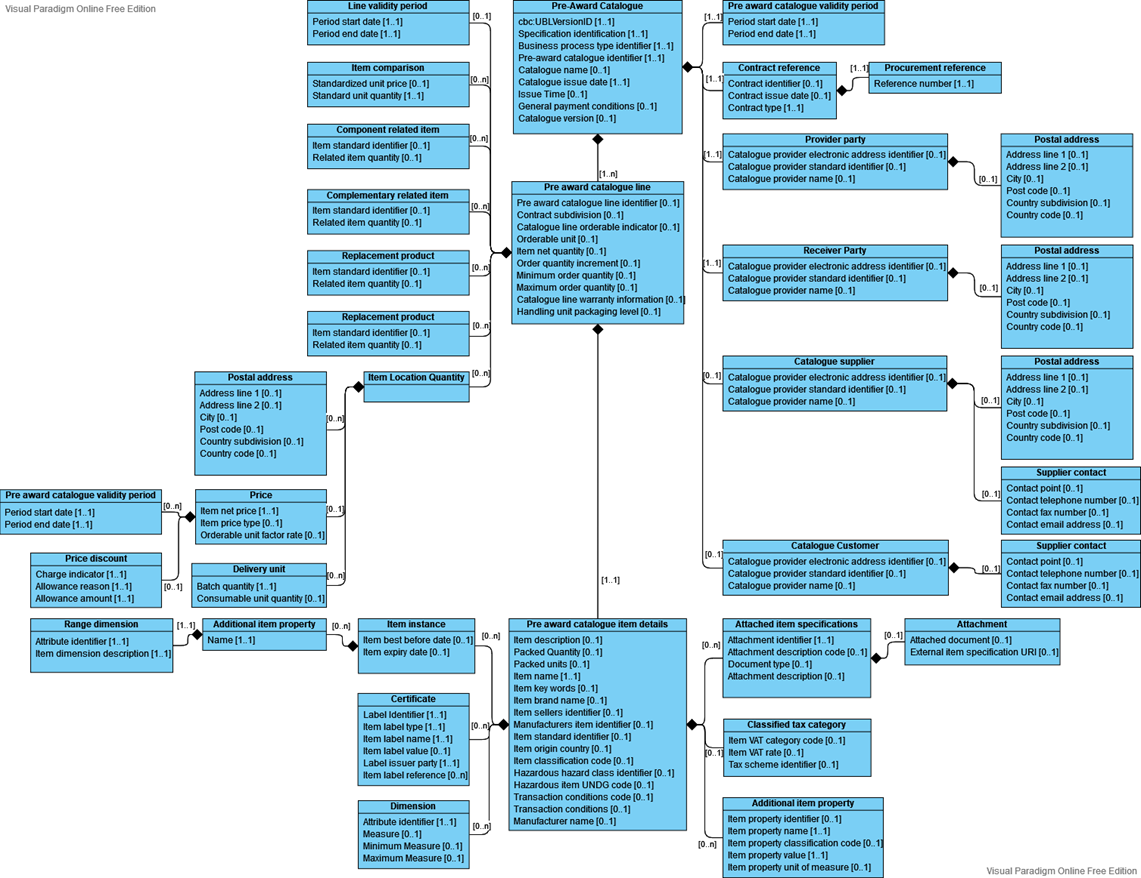 Visual Paradigm Online Free Edition
Line validity period
Period start date [1..1]
Period end date [1..1]
[0..1]
Item comparison
Standardized unit price [0..1]
Standard unit quantity [1..1]
[0..n]
Component related item
Item standard identifier [0..1]
Related item quantity [0..1]
[0..n]
Complementary related item
Item standard identifier [0..1]
Related item quantity [0..1]
[0..n]
Replacement product
Item standard identifier [0..1]
Related item quantity [0..1]
[0..n]
Replacement product
Item standard identifier [0..1]
Related item quantity [0..1]
[0..n]
Item Location Quantity
[0..n]
Pre-Award Catalogue
cbc:UBLVersionID [1..1]
Specification identification [1..1]
Business process type identifier [1..1]
Pre-award catalogue identifier [1..1]
Catalogue name [0..1]
Catalogue issue date [1..1]
Issue Time [0..1]
General payment conditions [0..1]
Catalogue version [0..1]
[1..n]
Pre award catalogue line
Pre award catalogue line identifier [0..1]
Contract subdivision [0..1]
Catalogue line orderable indicator [0..1]
Orderable unit [0..1]
Item net quantity [0..1]
Order quantity increment [0..1]
Minimum order quantity [0..1]
Maximum order quantity [0..1]
Catalogue line warranty information [0..1]
Handling unit packaging level [0..1]
[1..1]
Pre award catalogue validity period
Period start date [1..1]
Period end date [1..1]
[1..1]
Contract reference
Contract identifier [0..1]
Contract issue date [0..1]
Contract type [1..1]
[1..1]
[1..1]
Procurement reference
Reference number [1..1]
Provider party
Catalogue provider electronic address identifier [0..1]
Catalogue provider standard identifier [0..1]
Catalogue provider name [0..1]
[1..1]
[0..1]
Postal address
Address line 1 [0..1]
Address line 2 [0..1]
City [0..1]
Post code [0..1]
Country subdivision [0..1]
Country code [0..1]
Receiver Party
Catalogue provider electronic address identifier [0..1]
Catalogue provider standard identifier [0..1]
Catalogue provider name [0..1]
[1..1]
[0..1]
Postal address
Address line 1 [0..1]
Address line 2 [0..1]
City [0..1]
Post code [0..1]
Country subdivision [0..1]
Country code [0..1]
Catalogue supplier
Catalogue provider electronic address identifier [0..1]
Catalogue provider standard identifier [0..1]
Catalogue provider name [0..1]
[0..1]
[0..1]
Postal address
Address line 1 [0..1]
Address line 2 [0..1]
City [0..1]
Post code [0..1]
Country subdivision [0..1]
Country code [0..1]
[0..1]
Supplier contact
Contact point [0..1]
Contact telephone number [0..1]
Contact fax number [0..1]
Contact email address [0..1]
Catalogue Customer
Catalogue provider electronic address identifier [0..1]
Catalogue provider standard identifier [0..1]
Catalogue provider name [0..1]
[0..1]
[0..1]
Supplier contact
Contact point [0..1]
Contact telephone number [0..1]
Contact fax number [0..1]
Contact email address [0..1]
Postal address
Address line 1 [0..1]
Address line 2 [0..1]
City [0..1]
Post code [0..1]
Country subdivision [0..1]
Country code [0..1]
[0..n]
Pre award catalogue validity period
Period start date [1..1]
Period end date [1..1]
[0..n]
Price
Item net price [1..1]
Item price type [0..1]
Orderable unit factor rate [0..1]
[0..1]
Price discount
Charge indicator [1..1]
Allowance reason [1..1]
Allowance amount [1..1]
[0..1]
Delivery unit
Batch quantity [1..1]
Consumable unit quantity [0..1]
[0..n]
Range dimension
Attribute identifier [1..1]
Item dimension description [1..1]
[1..1]
Additional item property
Name [1..1]
[0..n]
Item instance
Item best before date [0..1]
Item expiry date [0..1]
[0..n]
Certificate
Label Identifier [1..1]
Item label type [1..1]
Item label name [1..1]
Item label value [0..1]
Label issuer party [1..1]
Item label reference [0..n]
[0..n]
Dimension
Attribute identifier [1..1]
Measure [0..1]
Minimum Measure [0..1]
Maximum Measure [0..1]
[0..n]
Pre award catalogue item details
Item description [0..1]
Packed Quantity [0..1]
Packed units [0..1]
Item name [1..1]
Item key words [0..1]
Item brand name [0..1]
Item sellers identifier [0..1]
Manufacturers item identifier [0..1]
Item standard identifier [0..1]
Item origin country [0..1]
Item classification code [0..1]
Hazardous hazard class identifier [0..1]
Hazardous item UNDG code [0..1]
Transaction conditions code [0..1]
Transaction conditions [0..1]
Manufacturer name [0..1]
Attached item specifications
Attachment identifier [1..1]
Attachment description code [0..1]
Document type [0..1]
Attachment description [0..1]
[0..n]
[0..1]
Attachment
Attached document [0..1]
External item specification URI [0..1]
Classified tax category
Item VAT category code [0..1]
Item VAT rate [0..1]
Tax scheme identifier [0..1]
[0..1]
Additional item property
Item property identifier [0..1]
Item property name [1..1]
Item property classification code [0..1]
Item property value [1..1]
Item property unit of measure [0..1]
[0..n]
Visual Paradigm Online Free Edition